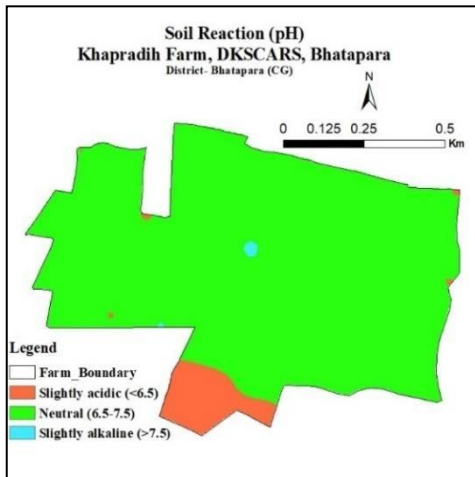 Soil Reaction (pH)
Khapradih Farm, DKSCARS, Bhatapara
District- Bhatapara (CG)
N
0 0.125 0.25 0.5
Km
Legend
Farm_Boundary
Slightly acidic (<6.5)
Neutral (6.5-7.5)
Slightly alkaline (>7.5)